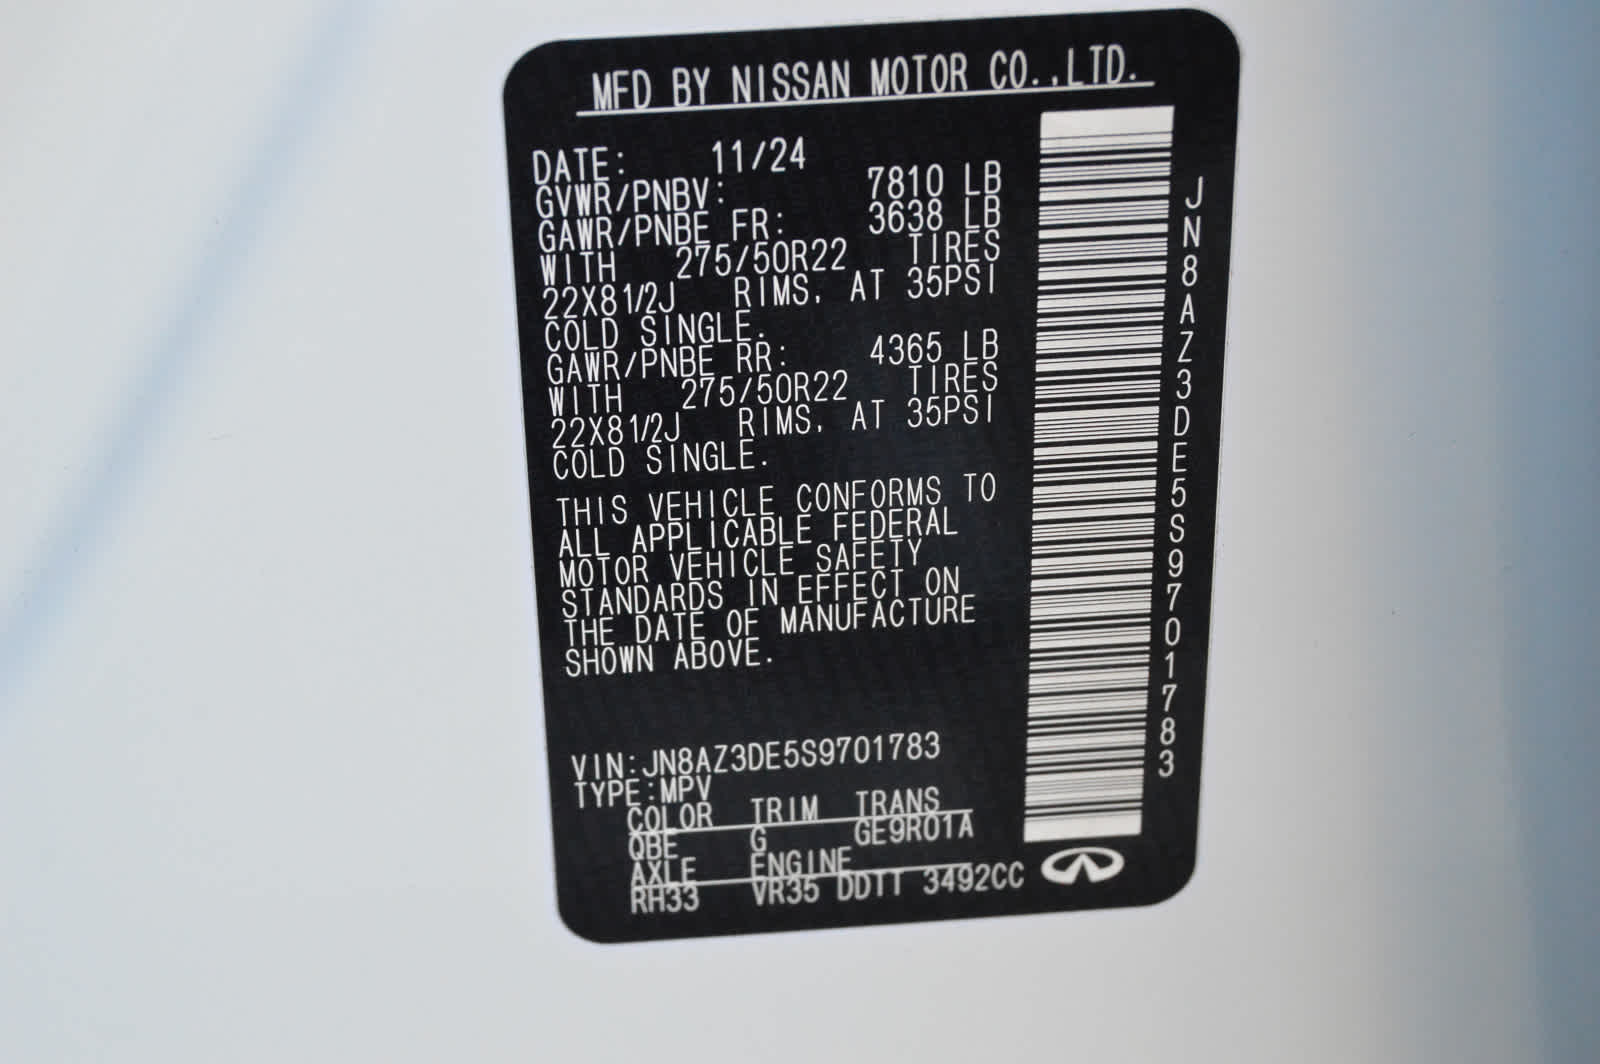 MFD BY NISSAN MOTOR CO.,LTD.
DATE: 11/24
GVWR/PNBV: 7810 LB
GAWR/PNBE FR: 3638 LB
WITH 275/50R22 TIRES
22X81/2J RIMS, AT 35PSI
COLD SINGLE.
GAWR/PNBE RR: 4365 LB
WITH 275/50R22 TIRES
22X81/2J RIMS, AT 35PSI
COLD SINGLE.
THIS VEHICLE CONFORMS TO
ALL APPLICABLE FEDERAL
MOTOR VEHICLE SAFETY
STANDARDS IN EFFECT ON
THE DATE OF MANUFACTURE
SHOWN ABOVE.
VIN:JN8AZ3DE5S9701783
TYPE:MPV
COLOR TRIM TRANS
QBE G GE9R01A
AXLE ENGINE
RH33 VR35 DDTT 3492CC
JN8AZ3DE5S9701783